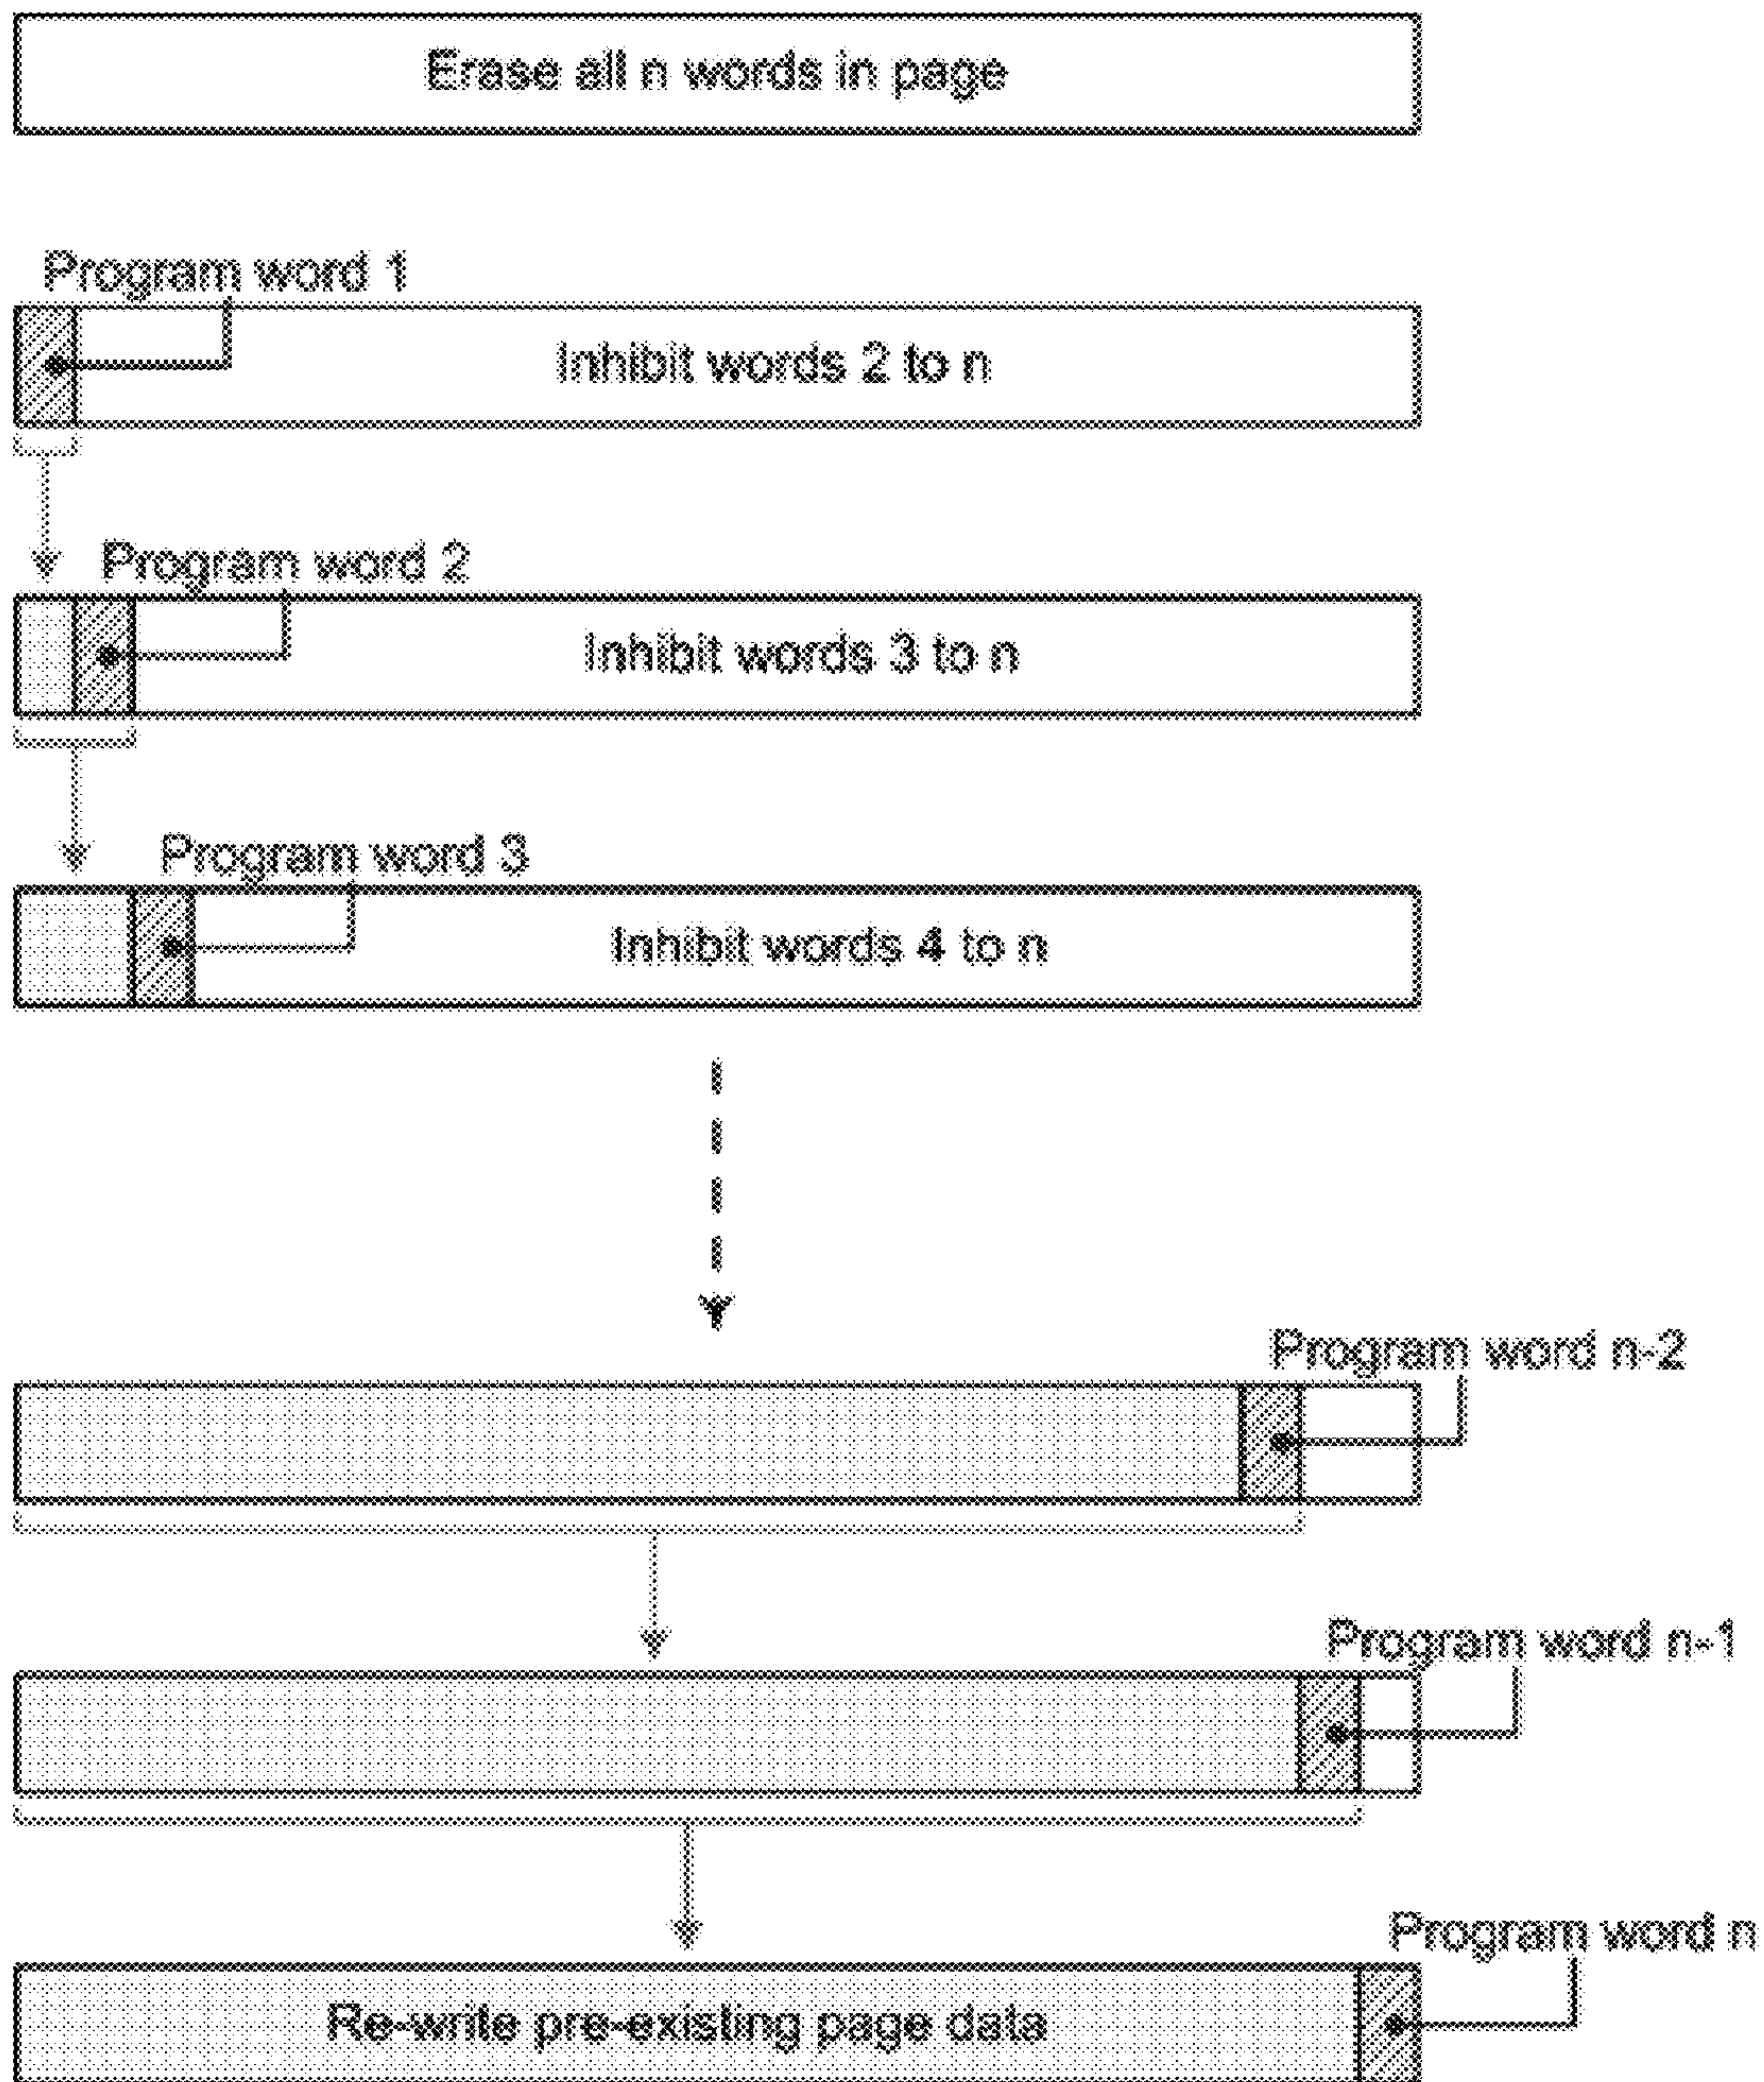 Erase all n words in page
Program word 1
Inhibit words 2 to n
Program word 2
Inhibit words 3 to n
Program word 3
Inhibit words 4 to n
Program word n-2
Program word n-1
Program word n
Re-write pre-existing page data